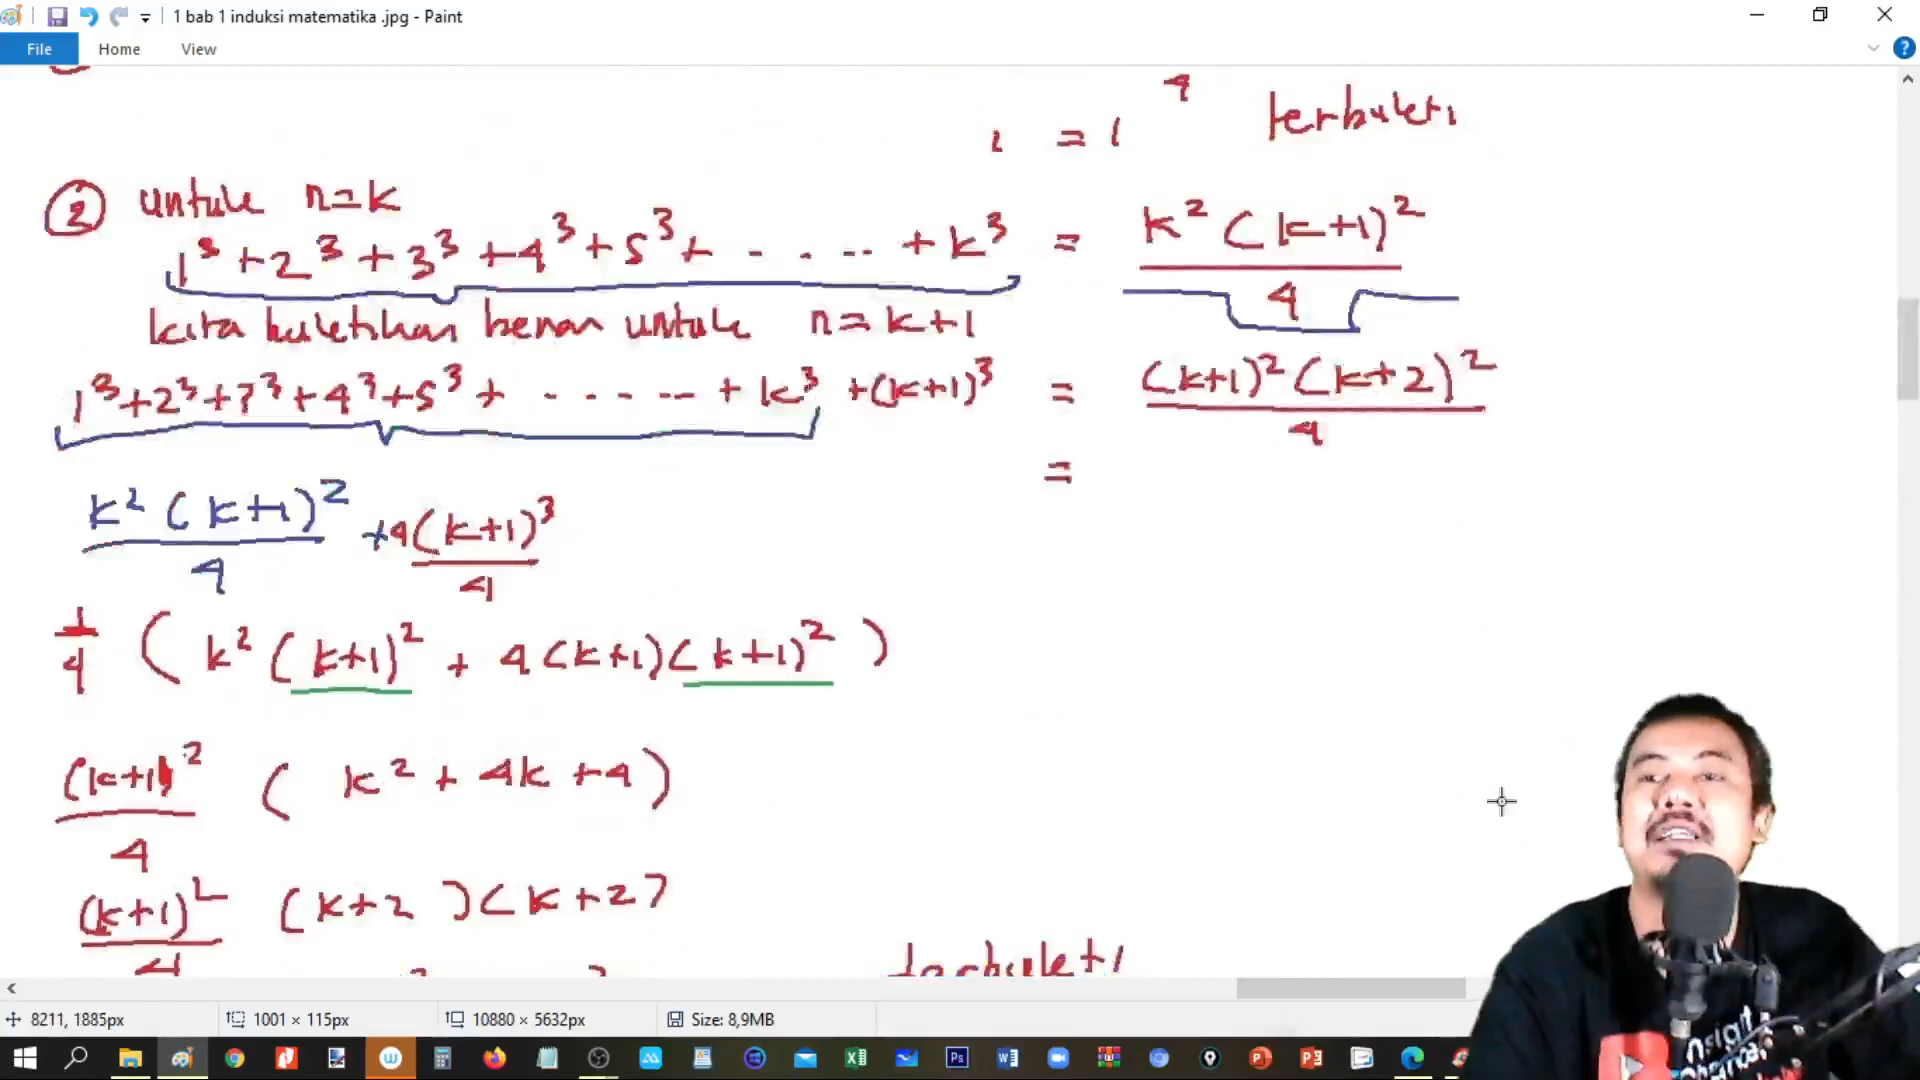 1 bab 1 induksi matematika .jpg - Paint
File Home View
4
1 = 1 terbukti
2 untuk n=k
1³ + 2³ + 3³ + 4³ + 5³ + . . . .. + k³ = k² (k+1)²
4
kita buktikan benar untuk n = k+1
1³ + 2³ + 3³ + 4³ + 5³ + ...... + k³ + (k+1)³ = (k+1)² (k+2)²
4
=
k² (k+1)² + 4(k+1)³
4 4
1/4 ( k² (k+1)² + 4(k+1)(k+1)² )
(k+1)² ( k² + 4k + 4)
4
(k+1)² (k+2)(k+2)
4
terbukti
8211, 1885px 1001 × 115px 10880 × 5632px Size: 8,9MB